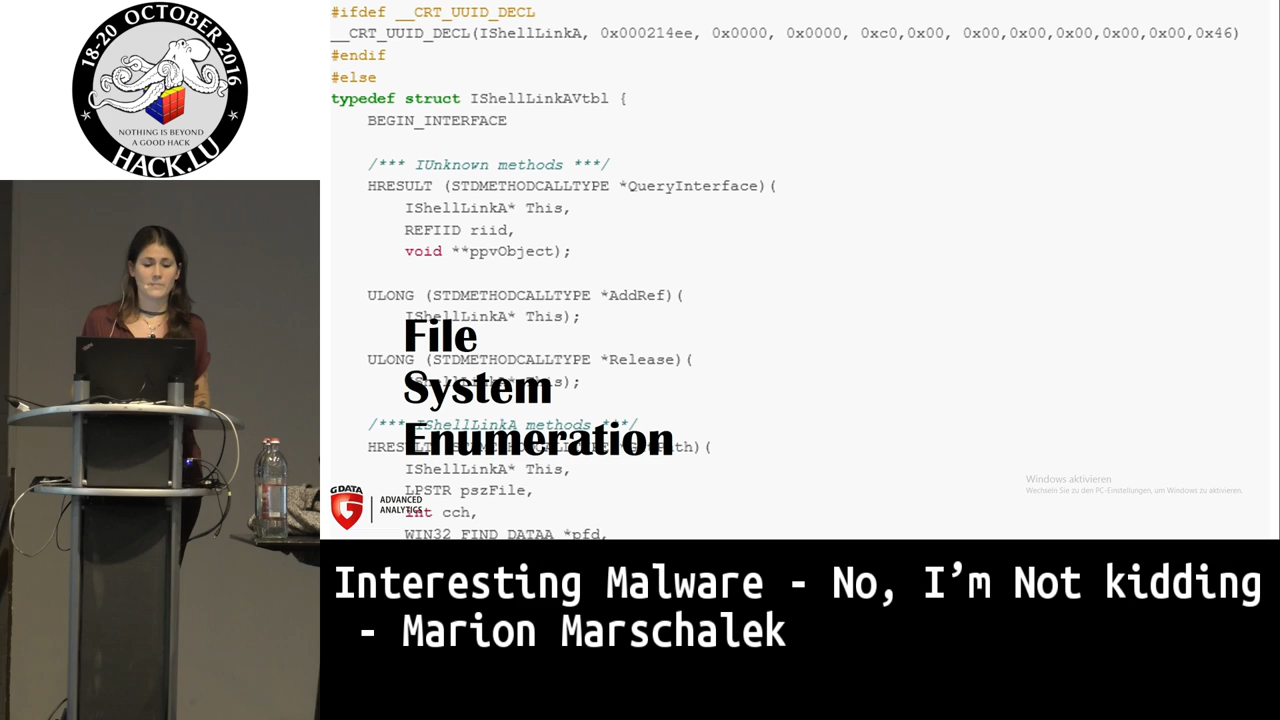 18-20 OCTOBER 2016
NOTHING IS BEYOND
A GOOD HACK
HACK.LU
#ifdef __CRT_UUID_DECL
__CRT_UUID_DECL(IShellLinkA, 0x000214ee, 0x0000, 0x0000, 0xc0,0x00, 0x00,0x00,0x00,0x00,0x00,0x46)
#endif
#else
typedef struct IShellLinkAVtbl {
BEGIN_INTERFACE
/*** IUnknown methods ***/
HRESULT (STDMETHODCALLTYPE *QueryInterface)(
IShellLinkA* This,
REFIID riid,
void **ppvObject);
ULONG (STDMETHODCALLTYPE *AddRef)(
IShellLinkA* This);
File
ULONG (STDMETHODCALLTYPE *Release)(
This);
System
/*** IShellLinkA methods ***/
Enumeration
IShellLinkA* This,
LPSTR pszFile,
int cch,
WIN32_FIND_DATAA *pfd,
G DATA
ADVANCED
ANALYTICS
Windows aktivieren
Wechseln Sie zu den PC-Einstellungen, um Windows zu aktivieren.
Interesting Malware - No, I'm Not kidding
- Marion Marschalek